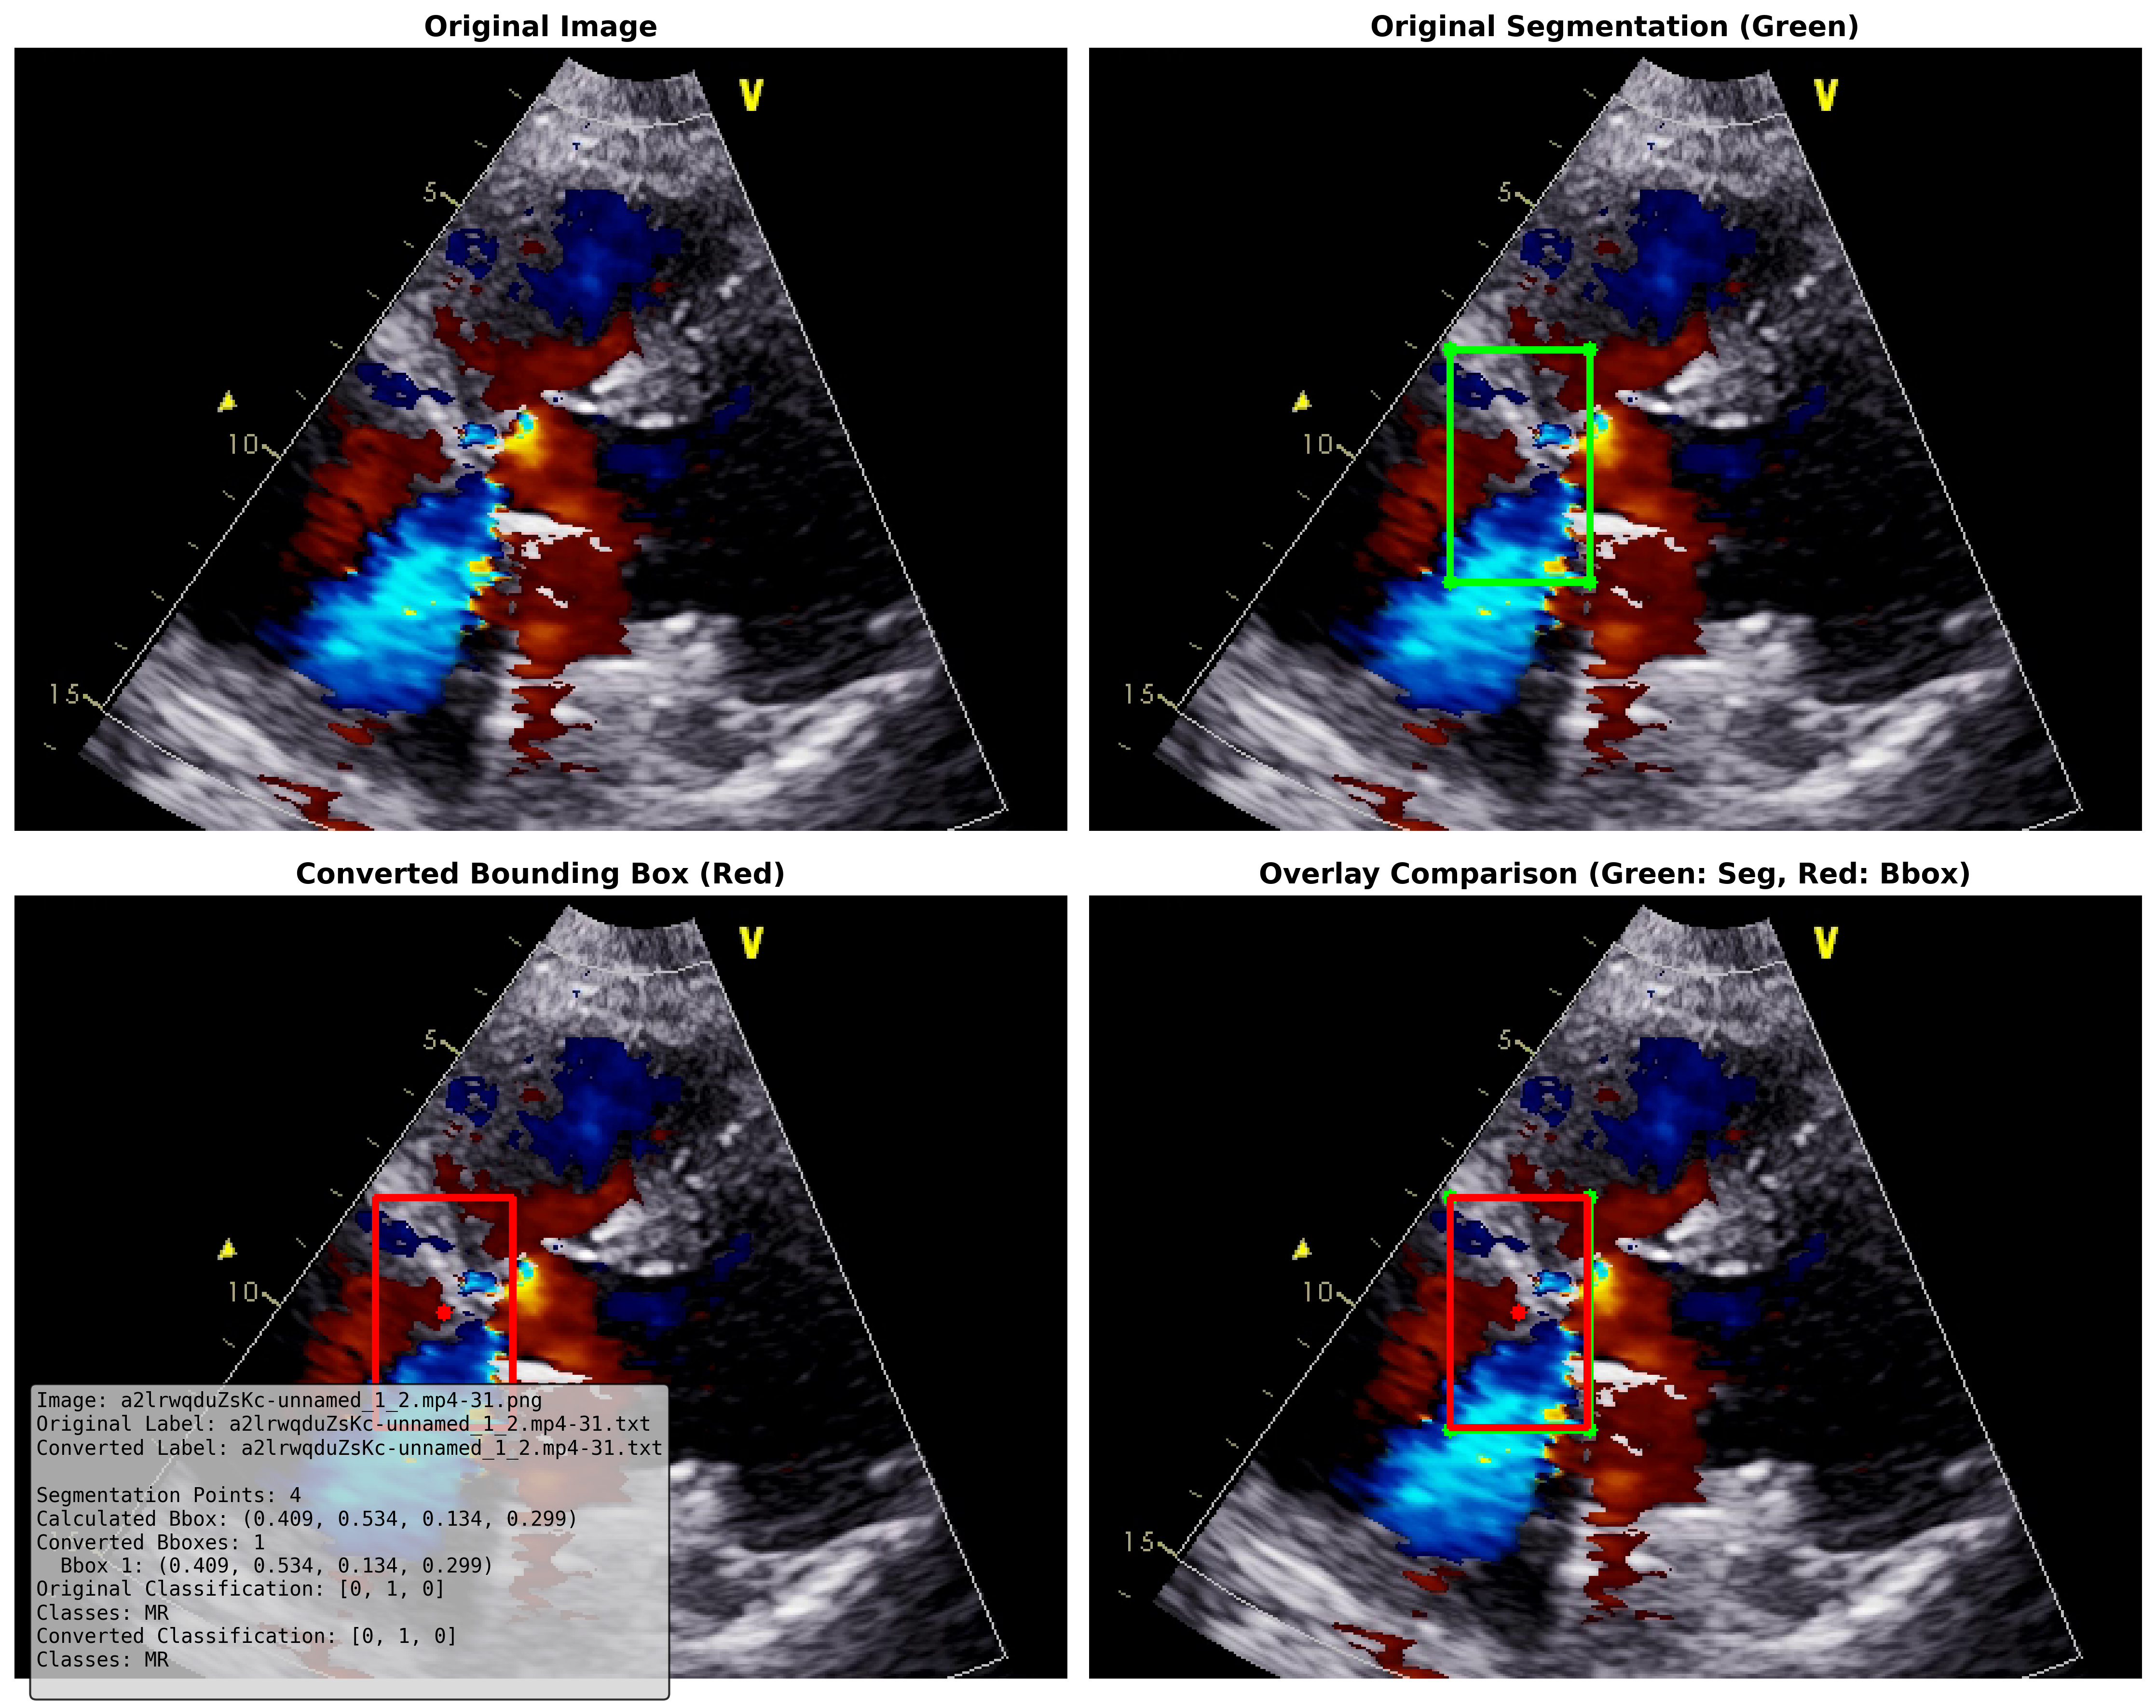 Original Image
Original Segmentation (Green)
V
5
10
15
V
5
10
15
Converted Bounding Box (Red)
Overlay Comparison (Green: Seg, Red: Bbox)
V
5
10
Image: a2lrwqduZsKc-unnamed_1_2.mp4-31.png
Original Label: a2lrwqduZsKc-unnamed_1_2.mp4-31.txt
Converted Label: a2lrwqduZsKc-unnamed_1_2.mp4-31.txt
Segmentation Points: 4
Calculated Bbox: (0.409, 0.534, 0.134, 0.299)
Converted Bboxes: 1
Bbox 1: (0.409, 0.534, 0.134, 0.299)
Original Classification: [0, 1, 0]
Classes: MR
Converted Classification: [0, 1, 0]
Classes: MR
V
5
10
15